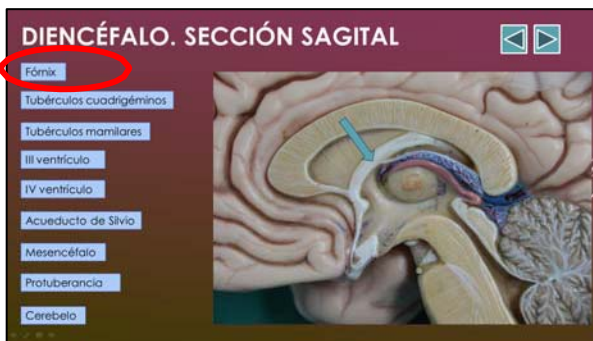 DIENCÉFALO. SECCIÓN SAGITAL
Fórnix
Tubérculos cuadrigéminos
Tubérculos mamilares
III ventrículo
IV ventrículo
Acueducto de Silvio
Mesencéfalo
Protuberancia
Cerebelo